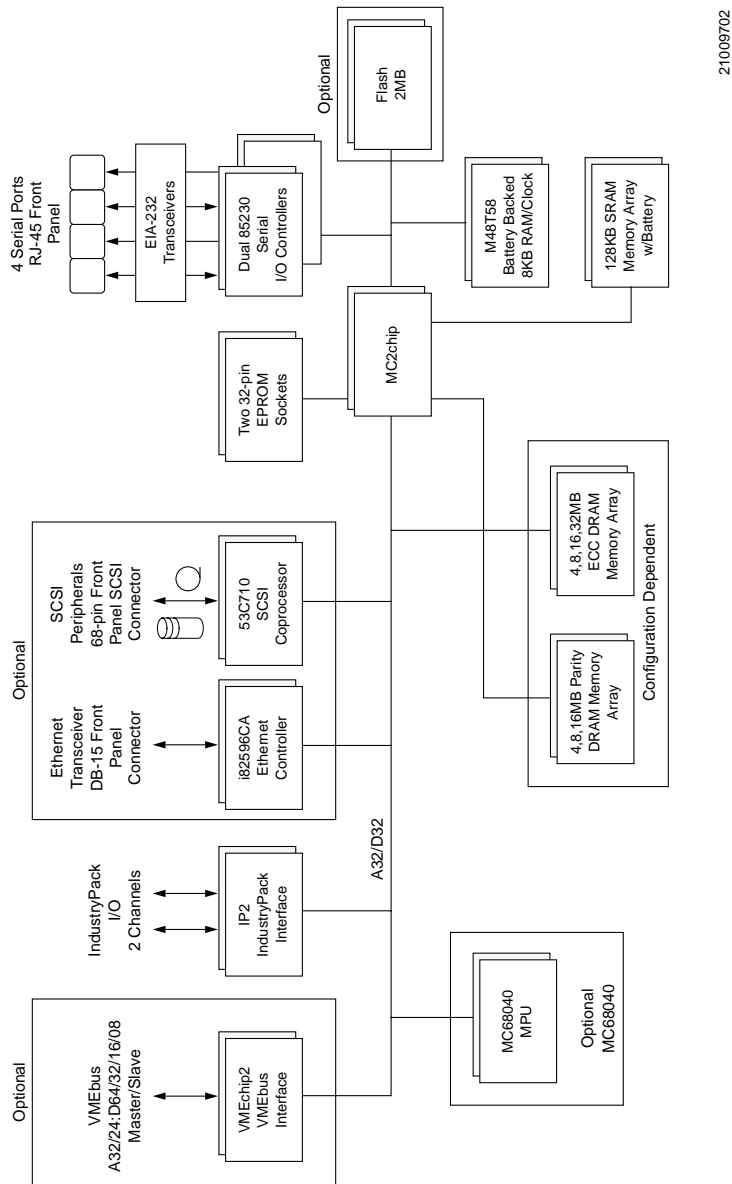 Optional
VMEbus
A32/24:D64/32/16/08
Master/Slave
VMEchip2
VMEbus
Interface
IndustryPack
I/O
2 Channels
IP2
IndustryPack
Interface
Optional
Ethernet
Transceiver
DB-15 Front
Panel
Connector
i82596CA
Ethernet
Controller
SCSI
Peripherals
68-pin Front
Panel SCSI
Connector
53C710
SCSI
Coprocessor
Two 32-pin
EPROM
Sockets
4 Serial Ports
RJ-45 Front
Panel
EIA-232
Transceivers
Dual 85230
Serial
I/O Controllers
Optional
Flash
2MB
A32/D32
MC2chip
MC68040
MPU
Optional
MC68040
4,8,16MB Parity
DRAM Memory
Array
4,8,16,32MB
ECC DRAM
Memory Array
Configuration Dependent
M48T58
Battery Backed
8KB RAM/Clock
128KB SRAM
Memory Array
w/Battery
21009702